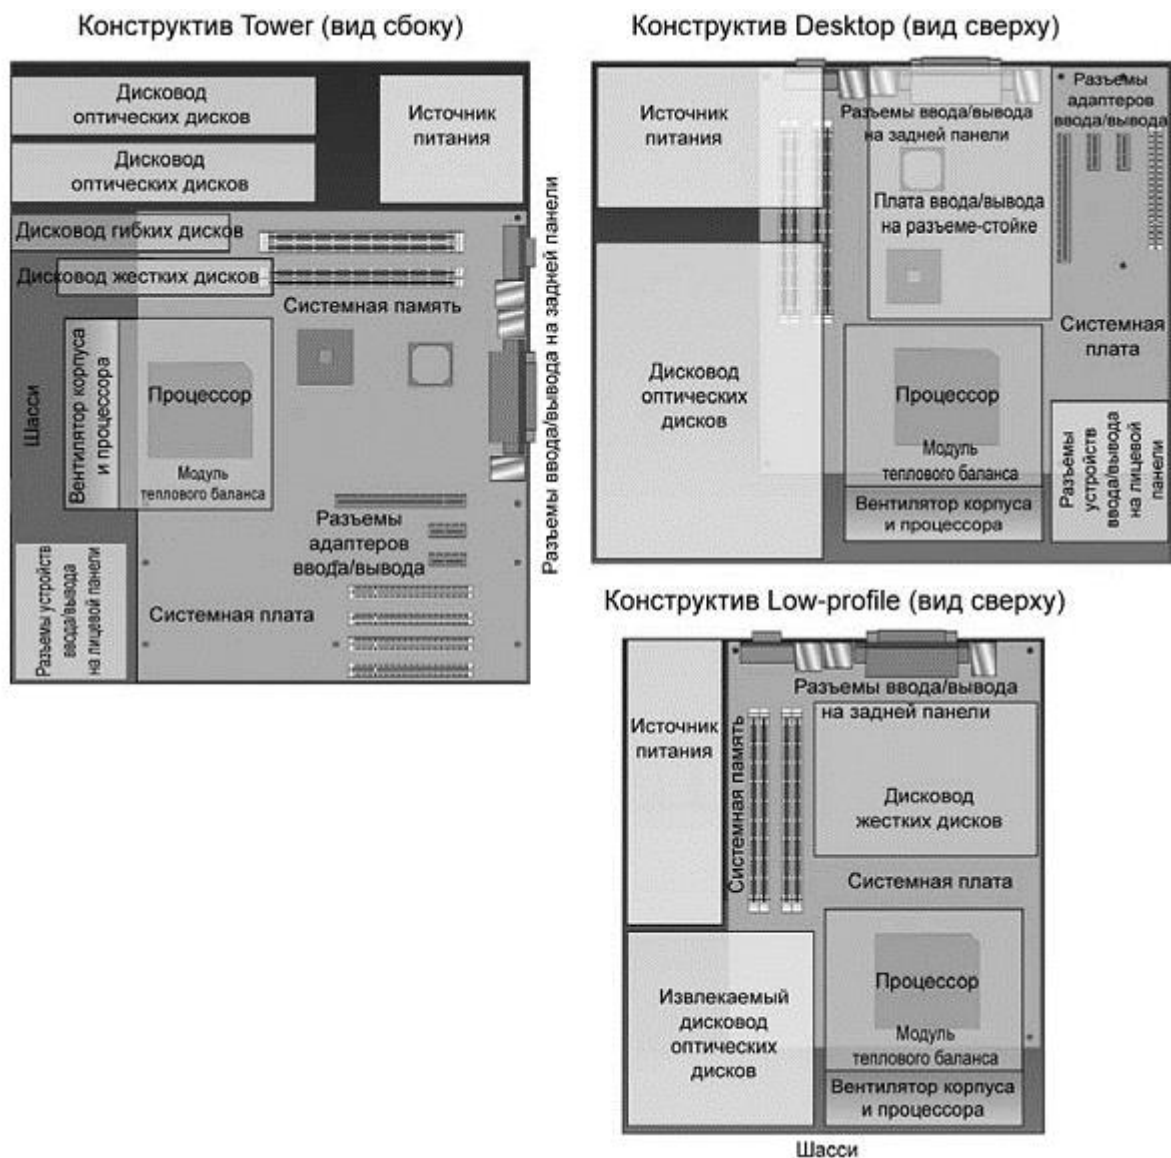 Конструктив Tower (вид сбоку)
Дисковод
оптических дисков
Дисковод
оптических дисков
Источник
питания
Дисковод гибких дисков
Дисковод жестких дисков
Системная память
Шасси
Вентилятор корпуса
и процессора
Процессор
Модуль
теплового баланса
Разъемы ввода/вывода на задней панели
Разъемы
адаптеров
ввода/вывода
Разъемы устройств
ввода/вывода
на лицевой панели
Системная плата
Конструктив Desktop (вид сверху)
Источник
питания
Разъемы ввода/вывода
на задней панели
Разъемы
адаптеров
ввода/вывода
Плата ввода/вывода
на разъеме-стойке
Системная
плата
Дисковод
оптических
дисков
Процессор
Модуль
теплового баланса
Вентилятор корпуса
и процессора
Разъемы
устройств
ввода/вывода
на лицевой
панели
Конструктив Low-profile (вид сверху)
Разъемы ввода/вывода
на задней панели
Источник
питания
Системная память
Дисковод
жестких дисков
Системная плата
Извлекаемый
дисковод
оптических
дисков
Процессор
Модуль
теплового баланса
Вентилятор корпуса
и процессора
Шасси